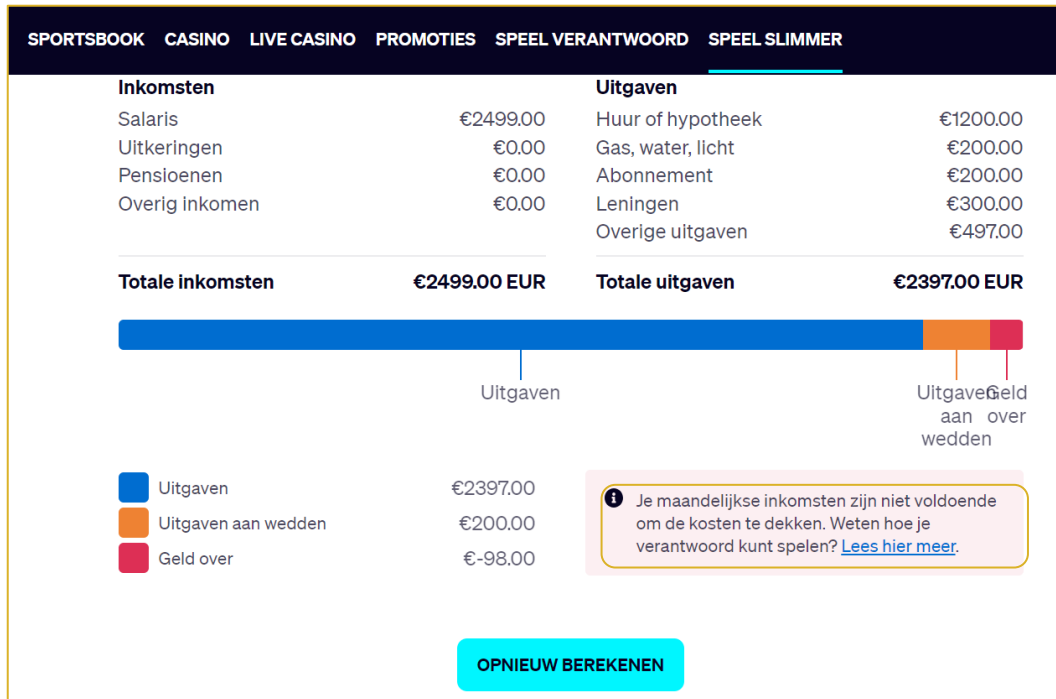 SPORTSBOOK CASINO LIVE CASINO PROMOTIES SPEEL VERANTWOORD SPEEL SLIMMER
Inkomsten
Salaris €2499.00
Uitkeringen €0.00
Pensioenen €0.00
Overig inkomen €0.00
Totale inkomsten €2499.00 EUR
Uitgaven
Huur of hypotheek €1200.00
Gas, water, licht €200.00
Abonnement €200.00
Leningen €300.00
Overige uitgaven €497.00
Totale uitgaven €2397.00 EUR
Uitgaven
Uitgaven
aan
wedden
Geld
over
Uitgaven €2397.00
Uitgaven aan wedden €200.00
Geld over €-98.00
Je maandelijkse inkomsten zijn niet voldoende
om de kosten te dekken. Weten hoe je
verantwoord kunt spelen? Lees hier meer.
OPNIEUW BEREKENEN